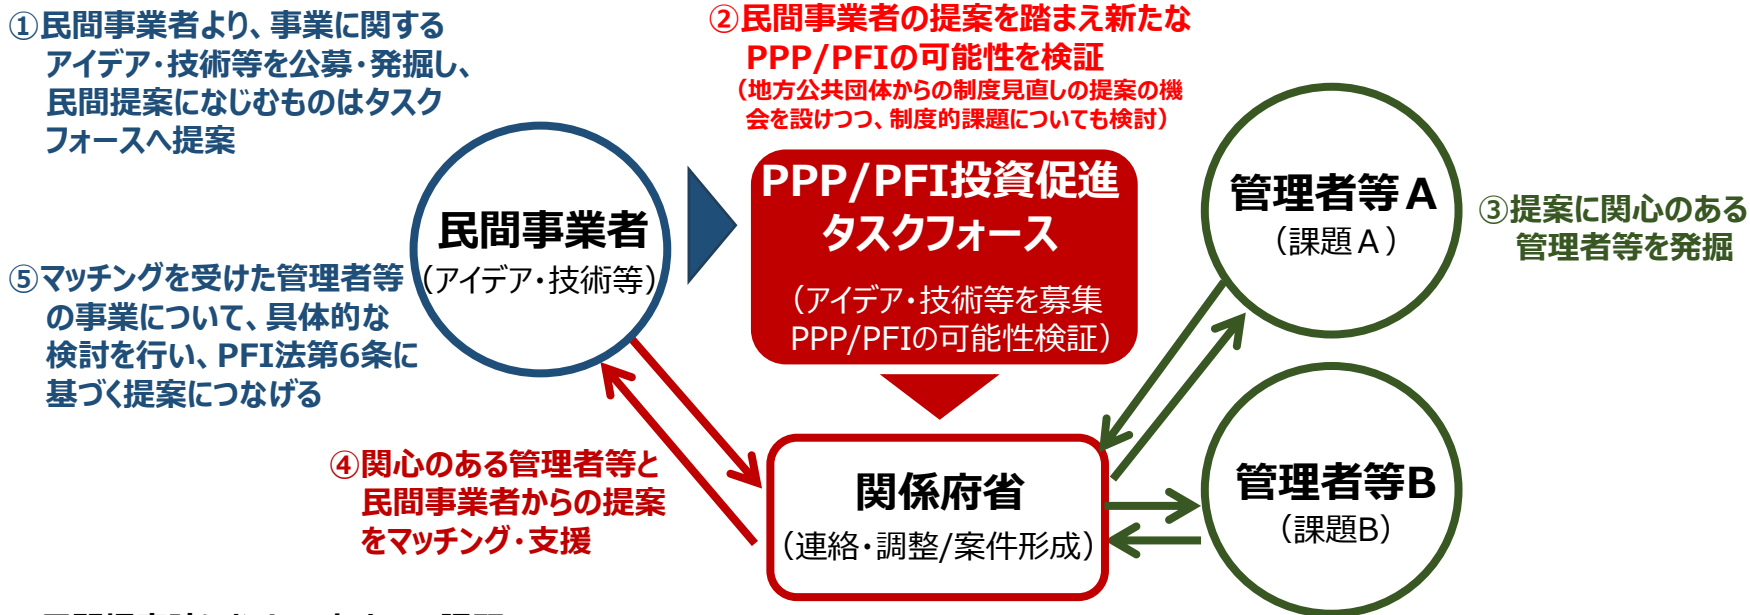 ①民間事業者より、事業に関する
アイデア・技術等を公募・発掘し、
民間提案になじむものはタスク
フォースへ提案
②民間事業者の提案を踏まえ新たな
PPP/PFIの可能性を検証
（地方公共団体からの制度見直しの提案の機
会を設けつつ、制度的課題についても検討）
民間事業者
（アイデア・技術等）
PPP/PFI投資促進
タスクフォース
（アイデア・技術等を募集
PPP/PFIの可能性検証）
管理者等A
（課題A）
③提案に関心のある
管理者等を発掘
⑤マッチングを受けた管理者等
の事業について、具体的な
検討を行い、PFI法第6条に
基づく提案につなげる
④関心のある管理者等と
民間事業者からの提案
をマッチング・支援
関係府省
（連絡・調整/案件形成）
管理者等B
（課題B）